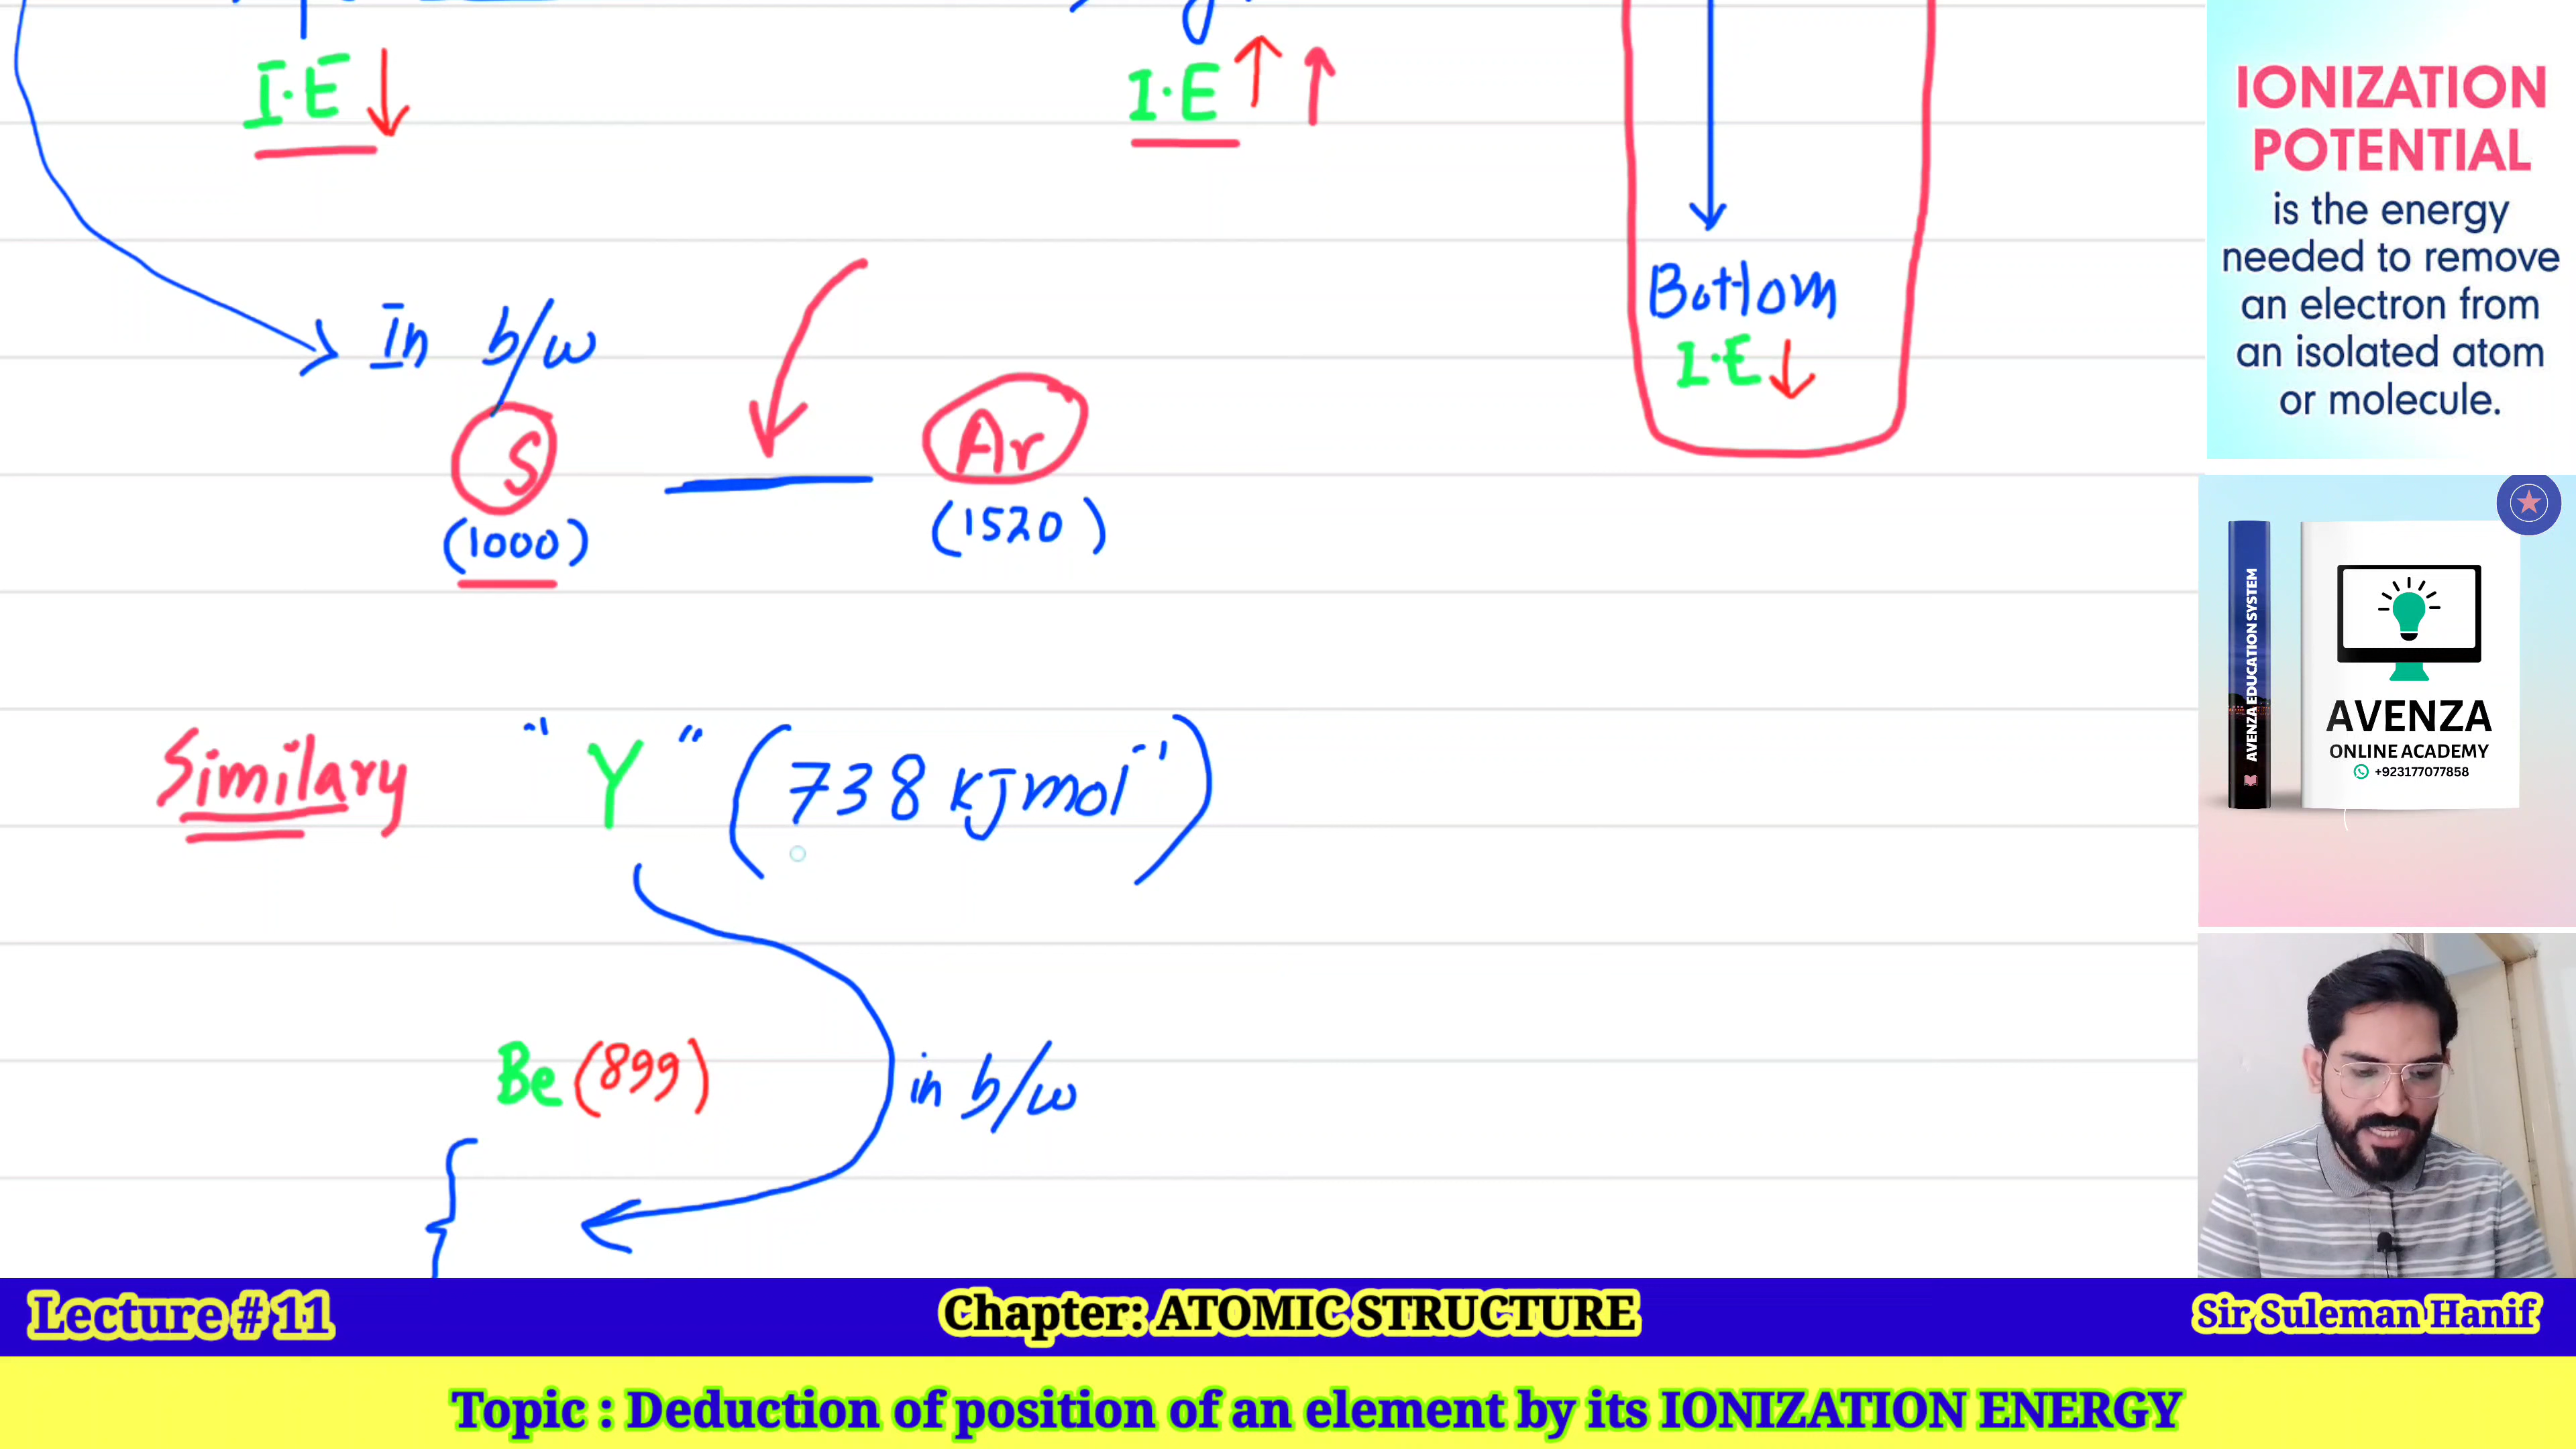 I·E
I·E
Bottom
I·E
In b/w
S
Ar
(1000)
(1520)
Similary "Y" (738 kJmol⁻¹)
Be (899)
in b/w
IONIZATION
POTENTIAL
is the energy
needed to remove
an electron from
an isolated atom
or molecule.
AVENZA EDUCATION SYSTEM
AVENZA
ONLINE ACADEMY
+923177077858
Lecture # 11
Chapter: ATOMIC STRUCTURE
Sir Suleman Hanif
Topic : Deduction of position of an element by its IONIZATION ENERGY